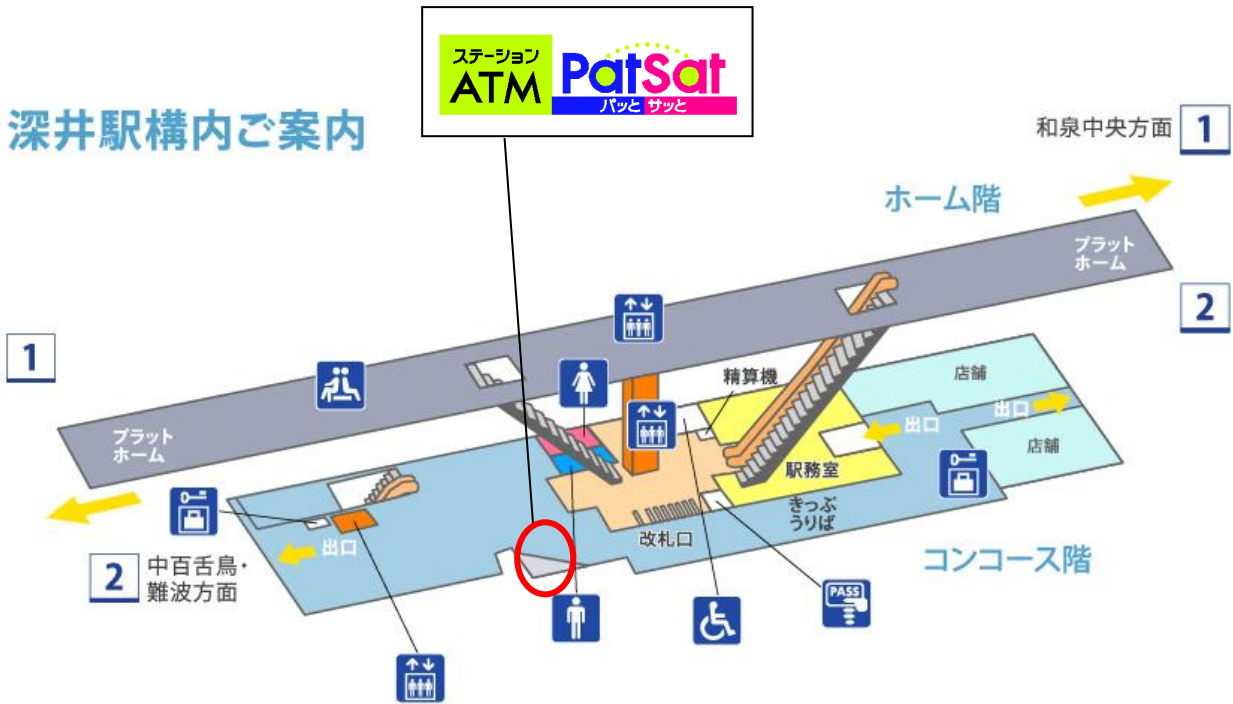 ステーション
ATM
PatSat
パッと サッと
深井駅構内ご案内
和泉中央方面
1
ホーム階
プラット
ホーム
2
1
精算機
店舗
出口
出口
店舗
プラット
ホーム
駅務室
きっぷ
うりば
改札口
出口
コンコース階
2
中百舌鳥・
難波方面
PASS